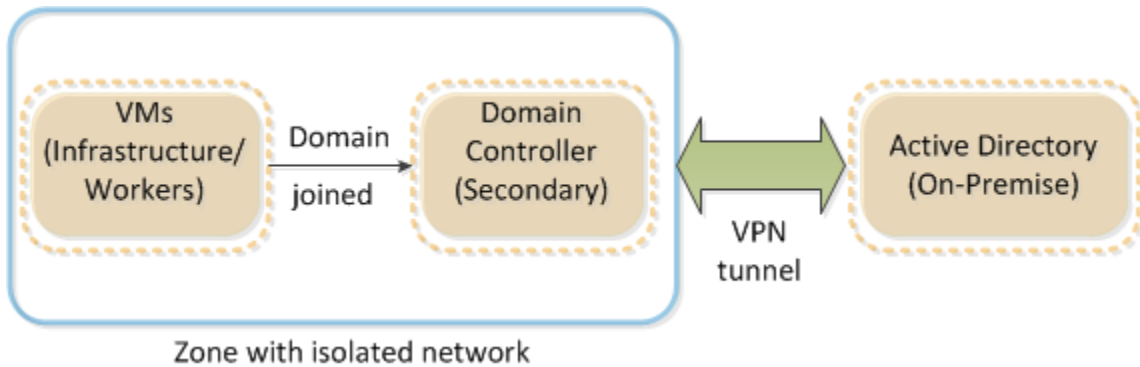 VMs
(Infrastructure/
Workers)
Domain
joined
Domain
Controller
(Secondary)
VPN
tunnel
Active Directory
(On-Premise)
Zone with isolated network